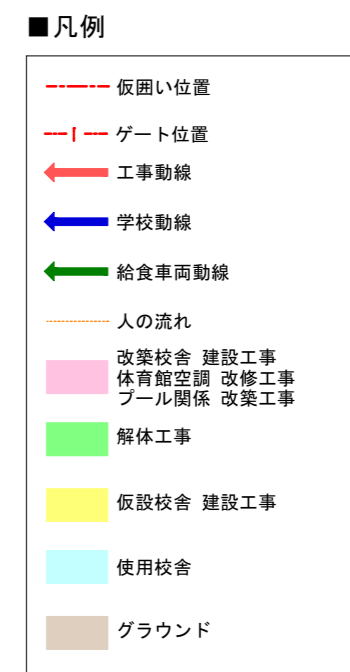 ■凡例
仮囲い位置
ゲート位置
工事動線
学校動線
給食車両動線
人の流れ
改築校舎 建設工事
体育館空調 改修工事
プール関係 改築工事
解体工事
仮設校舎 建設工事
使用校舎
グラウンド